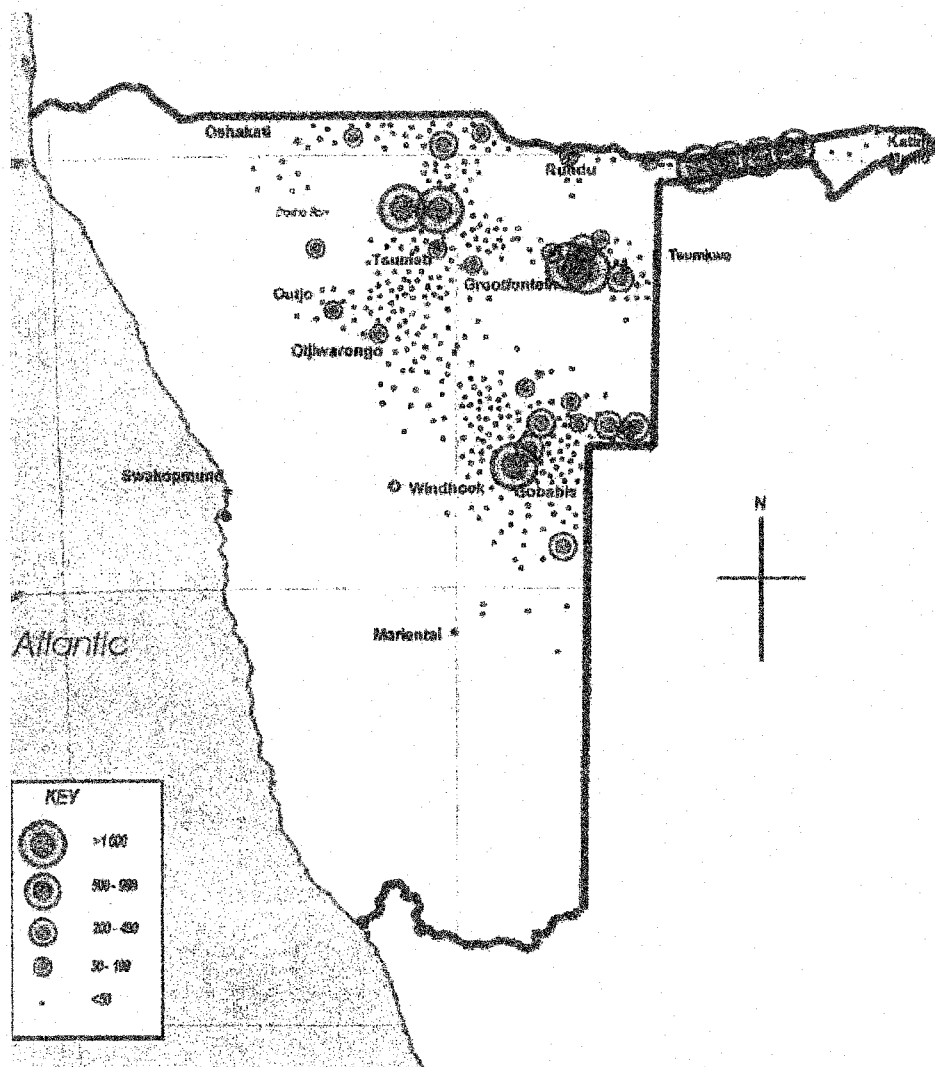 Oshakati
Rundu
Tsumeb
Tsumkwe
Grootfontein
Outjo
Otjiwarongo
Swakopmund
Windhoek
Gobabis
N
Mariental
Atlantic
KEY
>1000
500 - 999
200 - 499
50 - 199
<50